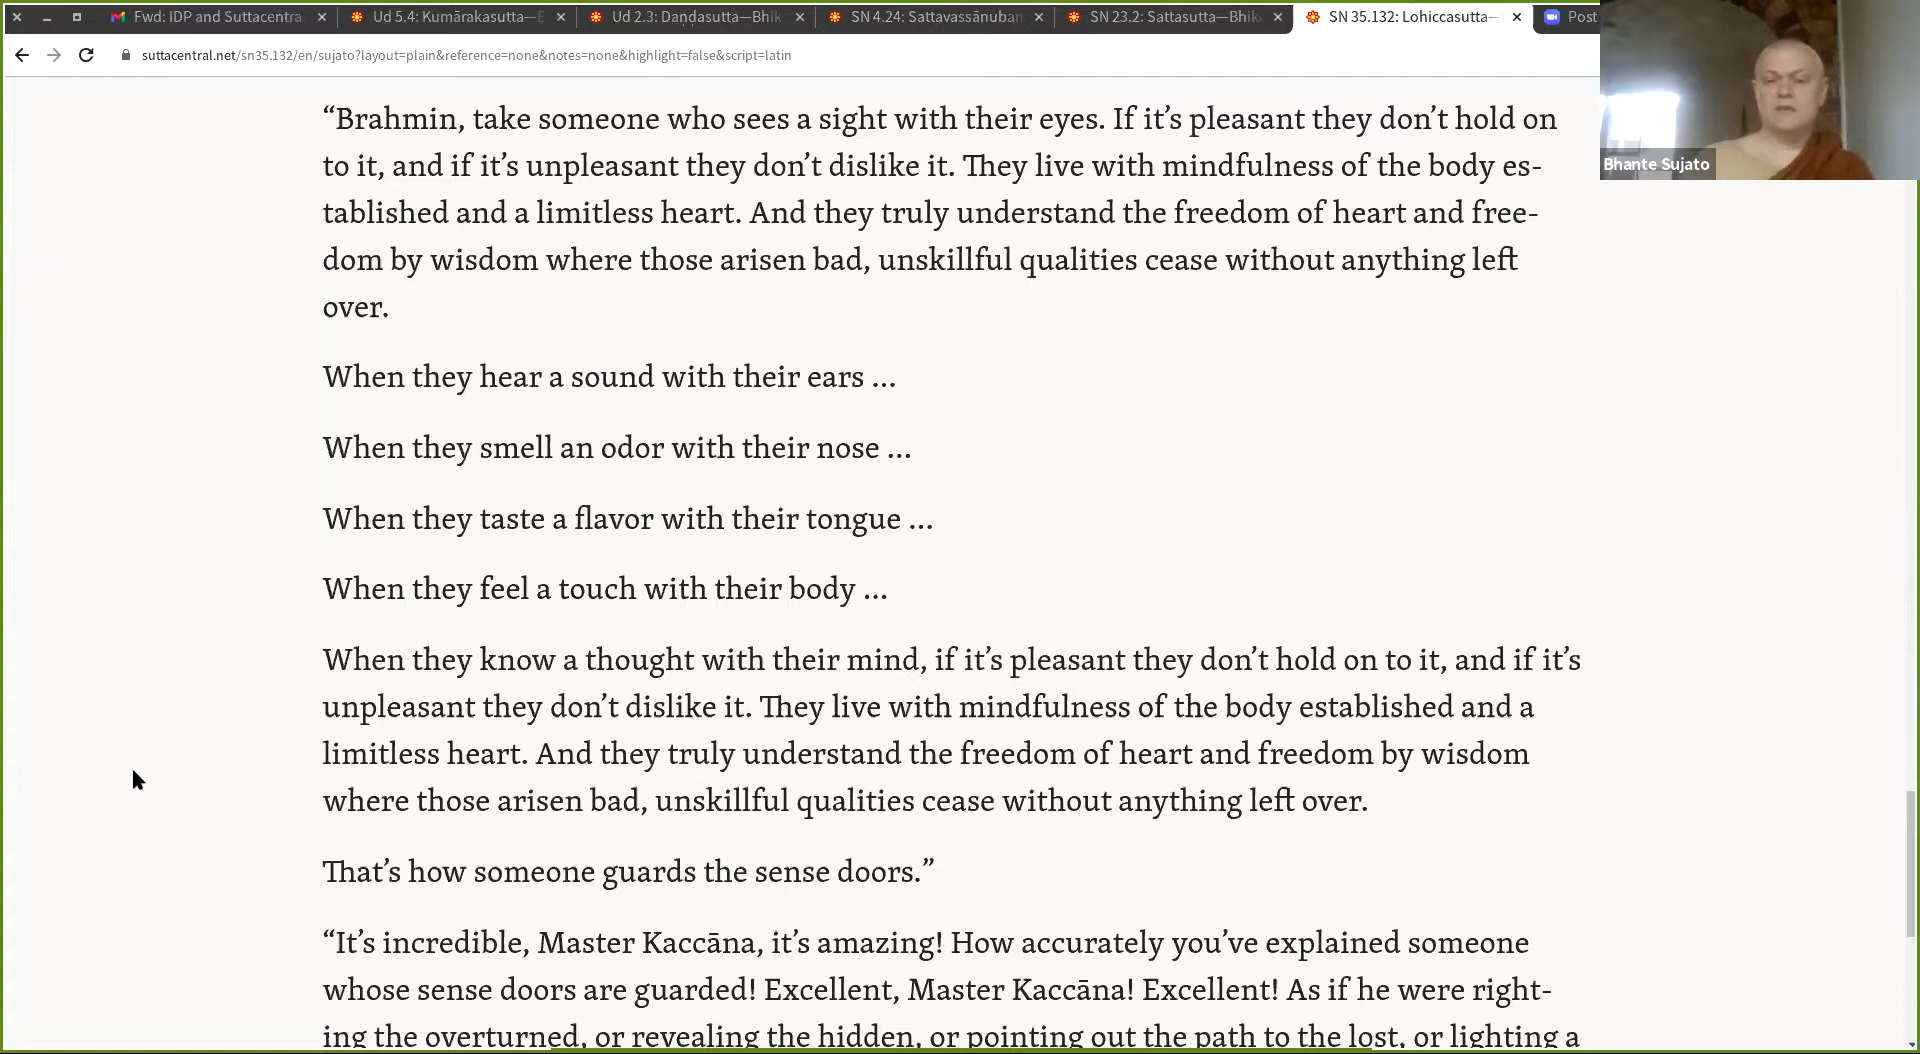 Fwd: IDP and Suttacentra
Ud 5.4: Kumārakasutta—B
Ud 2.3: Daṇḍasutta—Bhik
SN 4.24: Sattavassānuban
SN 23.2: Sattasutta—Bhik
SN 35.132: Lohiccasutta—
Post
suttacentral.net/sn35.132/en/sujato?layout=plain&reference=none&notes=none&highlight=false&script=latin
Bhante Sujato
“Brahmin, take someone who sees a sight with their eyes. If it’s pleasant they don’t hold on
to it, and if it’s unpleasant they don’t dislike it. They live with mindfulness of the body es-
tablished and a limitless heart. And they truly understand the freedom of heart and free-
dom by wisdom where those arisen bad, unskillful qualities cease without anything left
over.
When they hear a sound with their ears …
When they smell an odor with their nose …
When they taste a flavor with their tongue …
When they feel a touch with their body …
When they know a thought with their mind, if it’s pleasant they don’t hold on to it, and if it’s
unpleasant they don’t dislike it. They live with mindfulness of the body established and a
limitless heart. And they truly understand the freedom of heart and freedom by wisdom
where those arisen bad, unskillful qualities cease without anything left over.
That’s how someone guards the sense doors.”
“It’s incredible, Master Kaccāna, it’s amazing! How accurately you’ve explained someone
whose sense doors are guarded! Excellent, Master Kaccāna! Excellent! As if he were right-
ing the overturned, or revealing the hidden, or pointing out the path to the lost, or lighting a